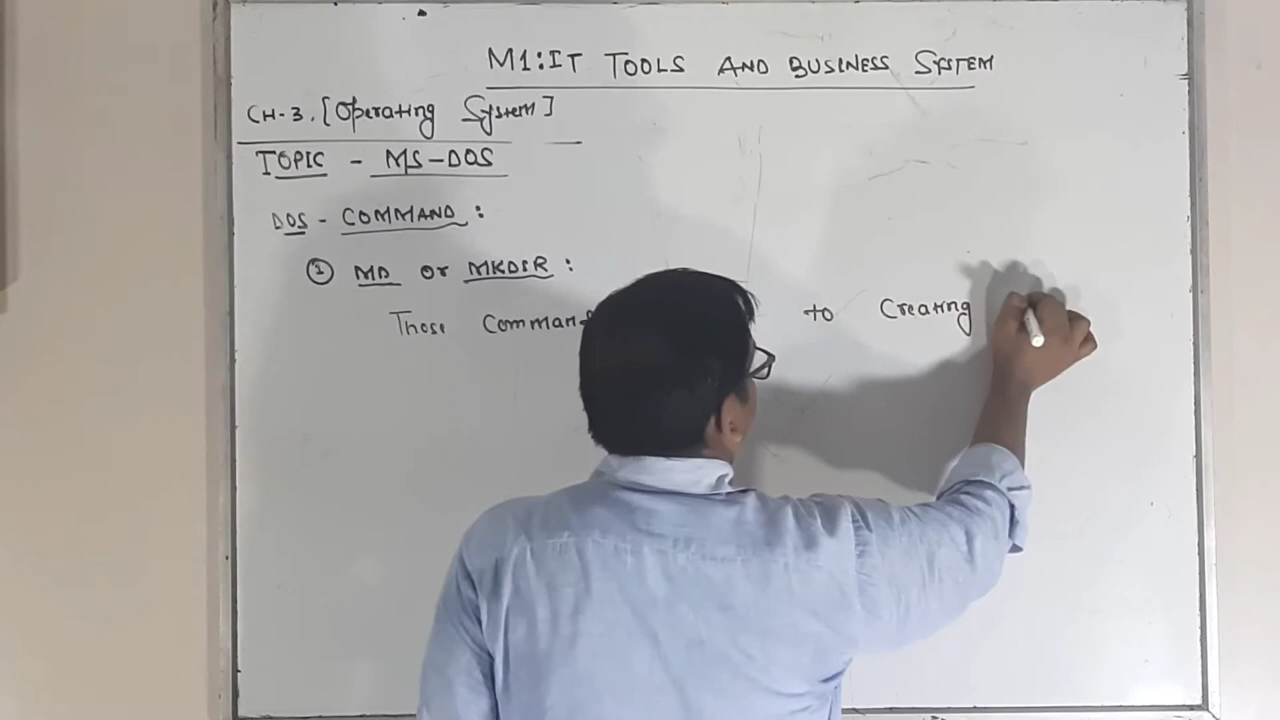 M1:IT TOOLS AND BUSINESS SYSTEM
CH-3. [Operating System]
TOPIC - MS-DOS
DOS - COMMAND :
① MD or MKDIR :
Those Command to Creating